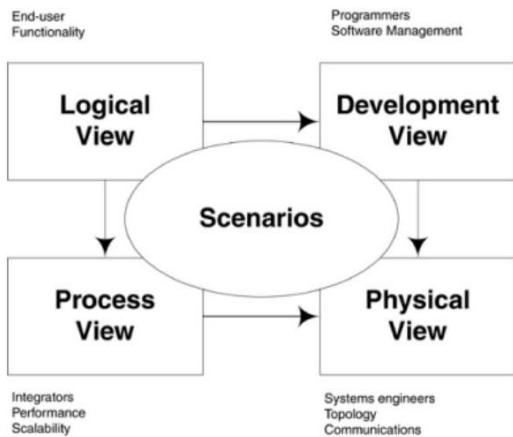 End-user
Functionality
Programmers
Software Management
Logical
View
Development
View
Scenarios
Process
View
Physical
View
Integrators
Performance
Scalability
Systems engineers
Topology
Communications